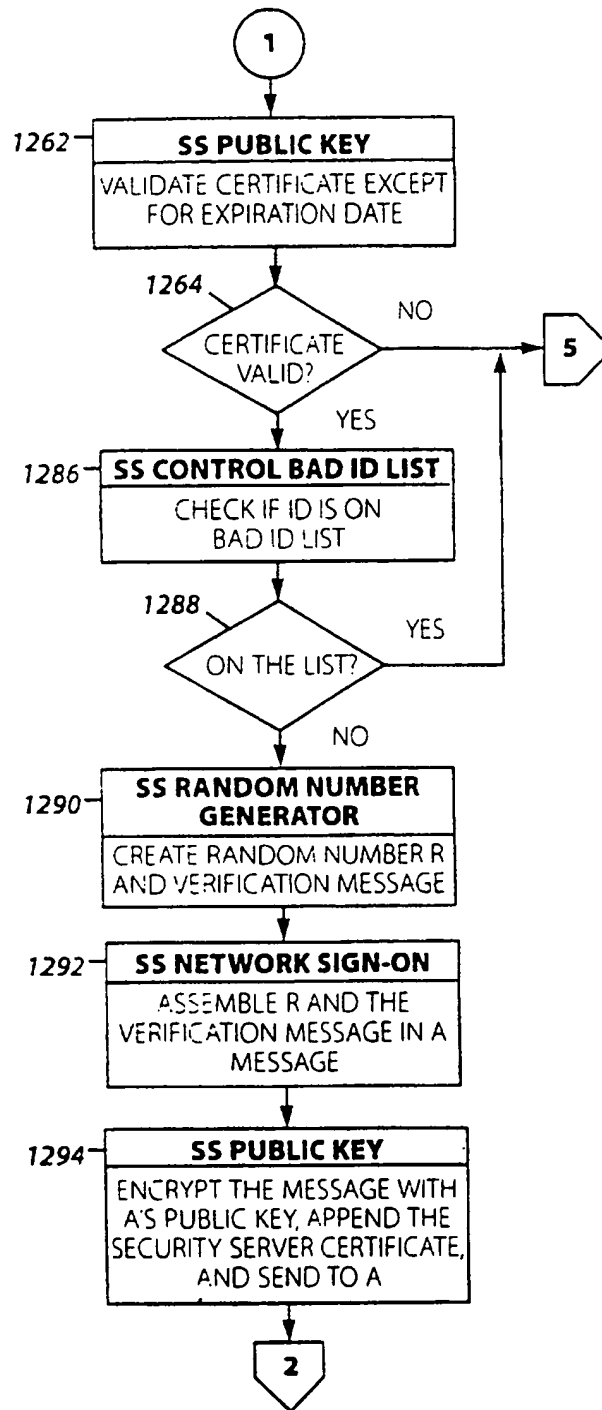 1
1262
SS PUBLIC KEY
VALIDATE CERTIFICATE EXCEPT
FOR EXPIRATION DATE
1264
CERTIFICATE
VALID?
NO
5
YES
1286
SS CONTROL BAD ID LIST
CHECK IF ID IS ON
BAD ID LIST
1288
ON THE LIST?
YES
NO
1290
SS RANDOM NUMBER
GENERATOR
CREATE RANDOM NUMBER R
AND VERIFICATION MESSAGE
1292
SS NETWORK SIGN-ON
ASSEMBLE R AND THE
VERIFICATION MESSAGE IN A
MESSAGE
1294
SS PUBLIC KEY
ENCRYPT THE MESSAGE WITH
A'S PUBLIC KEY, APPEND THE
SECURITY SERVER CERTIFICATE,
AND SEND TO A
2